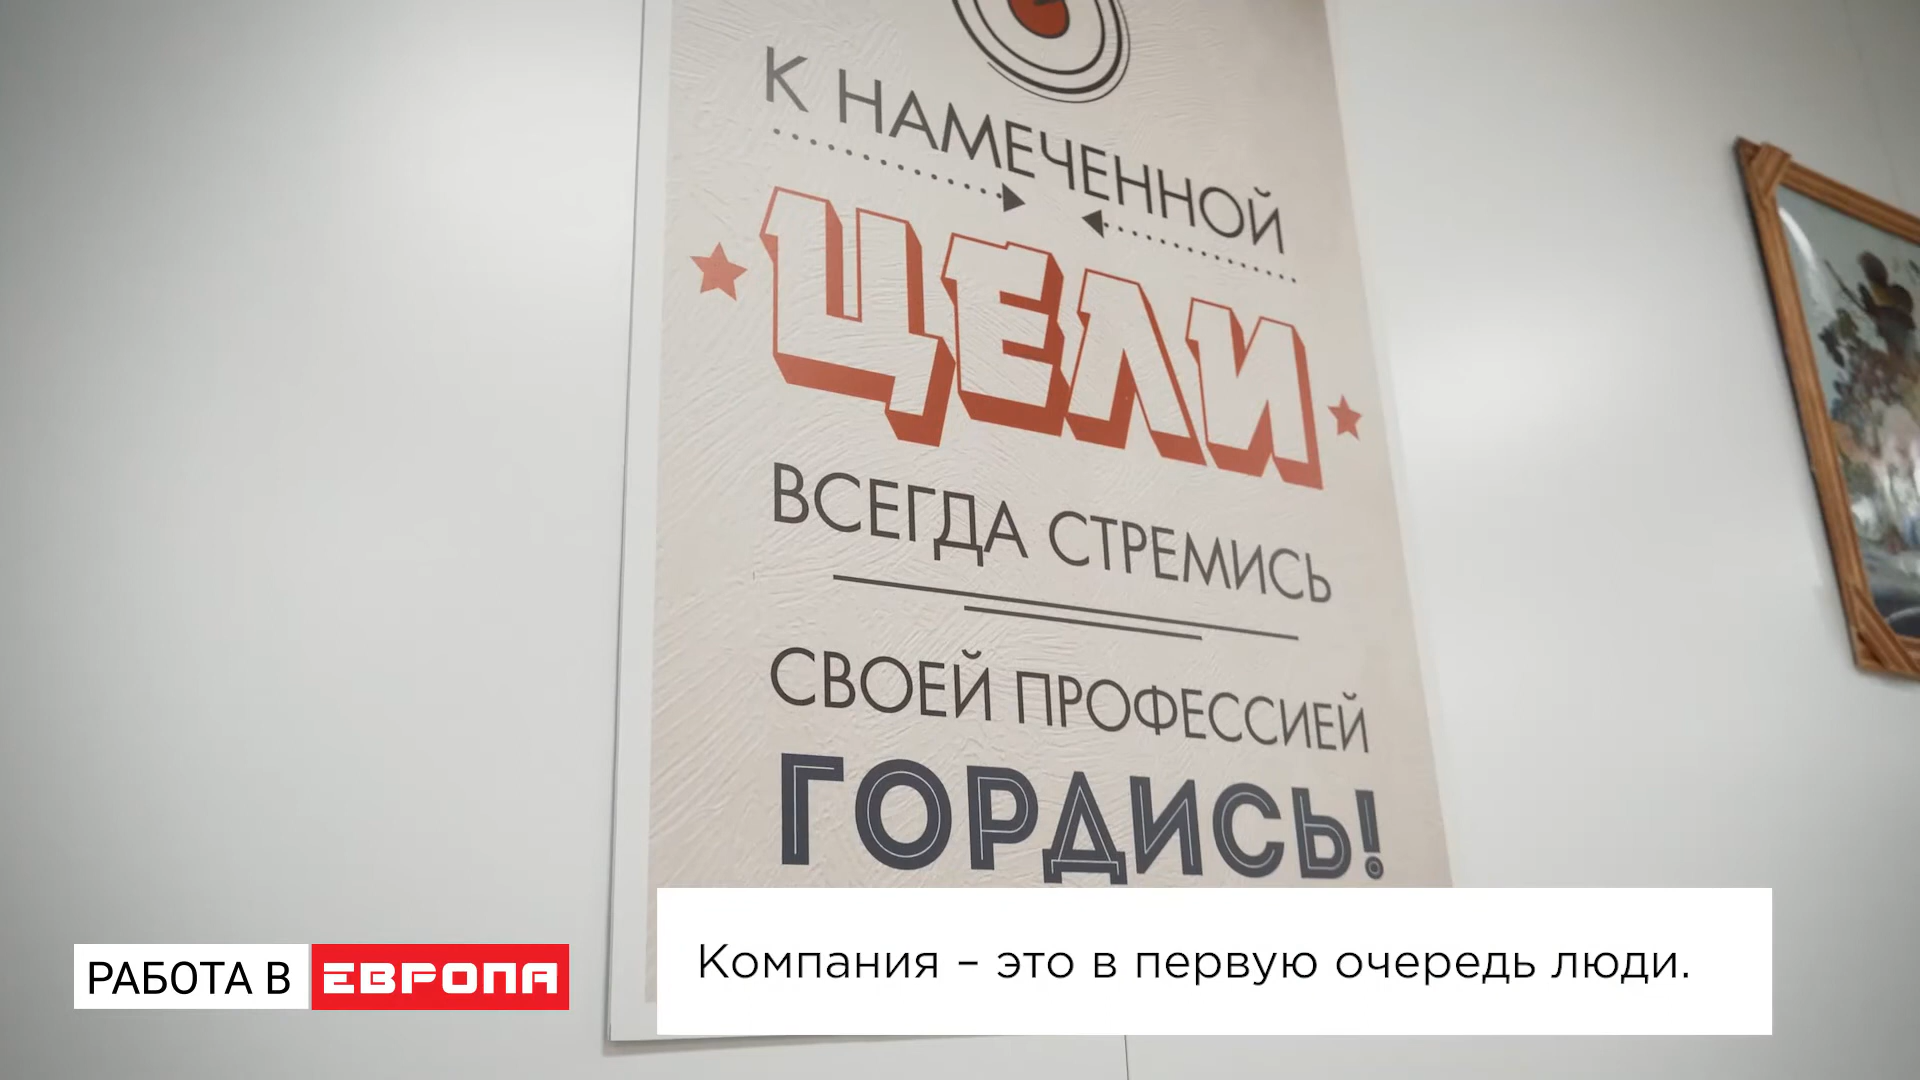 К НАМЕЧЕННОЙ
ЦЕЛИ
ВСЕГДА СТРЕМИСЬ
СВОЕЙ ПРОФЕССИЕЙ
ГОРДИСЬ!
Компания – это в первую очередь люди.
РАБОТА В ЕВРОПА